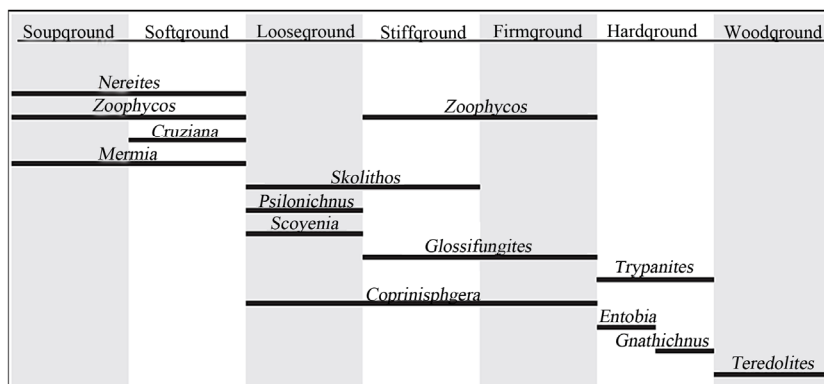 Soupground Softground Looseground Stiffground Firmground Hardground Woodground
Nereites
Zoophycos Zoophycos
Cruziana
Mermia
Skolithos
Psilonichnus
Scoyenia
Glossifungites
Trypanites
Coprinisphgera
Entobia
Gnathichnus
Teredolites